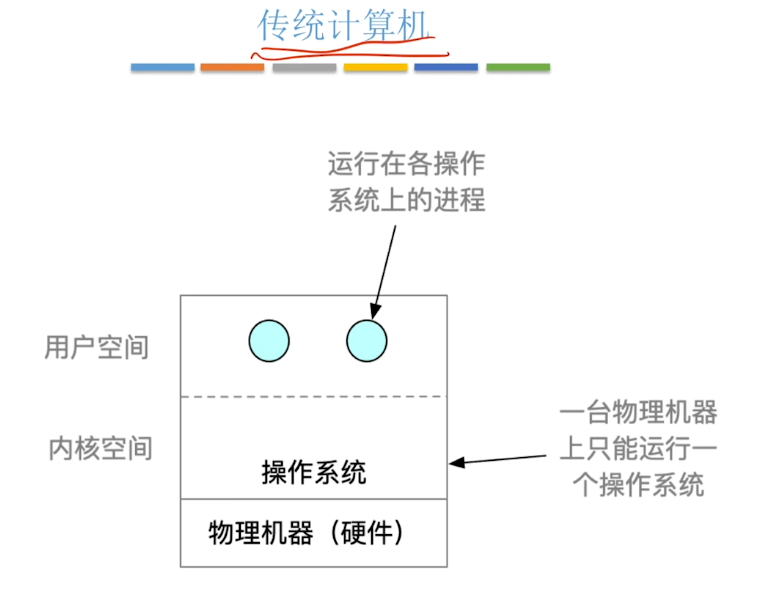 传统计算机
运行在各操作
系统上的进程
用户空间
内核空间
一台物理机器
上只能运行一
个操作系统
操作系统
物理机器（硬件）